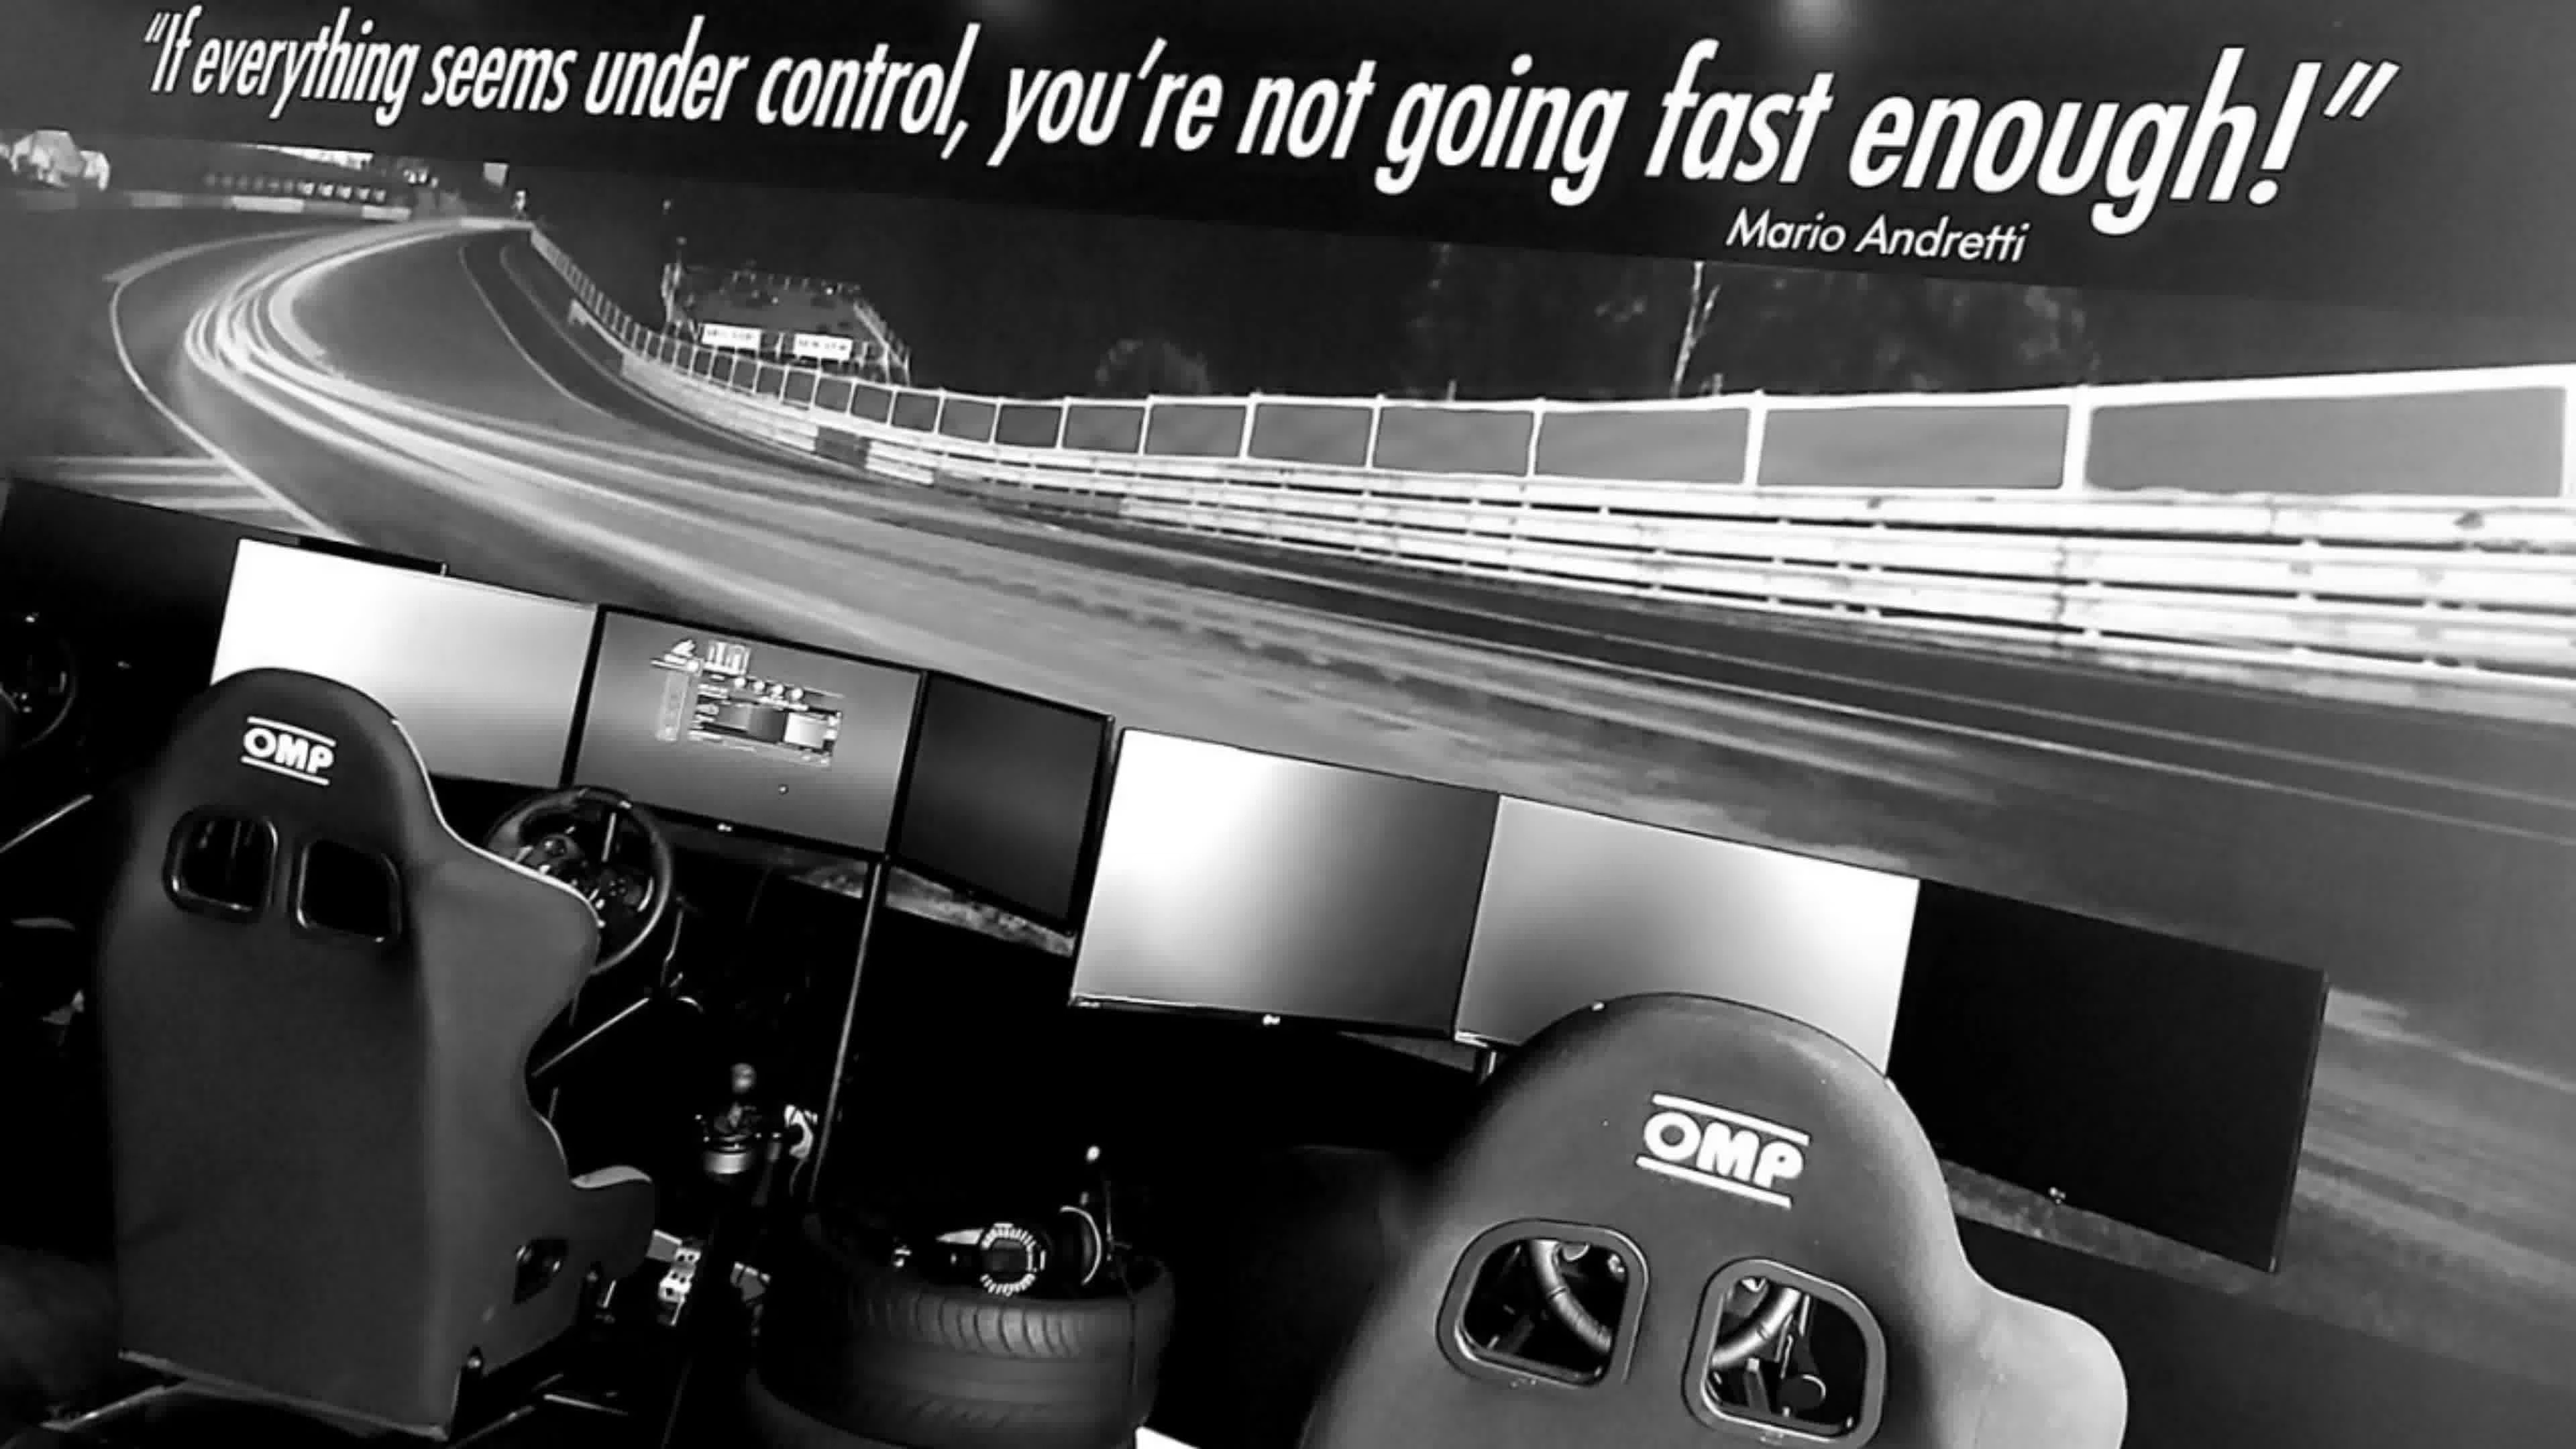 “If everything seems under control, you’re not going fast enough!”
Mario Andretti
OMP
OMP